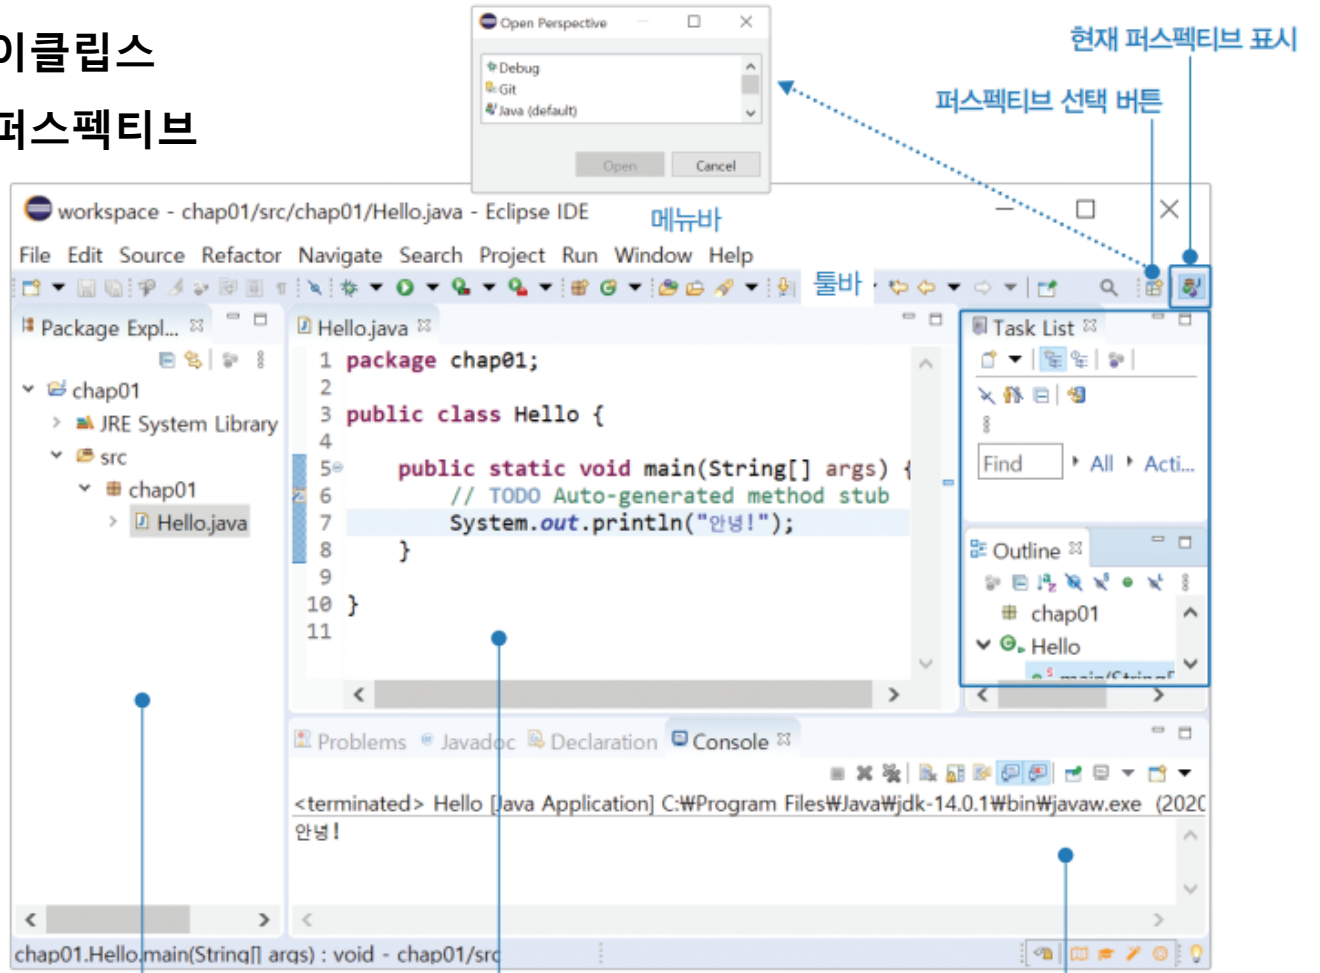 이클립스
퍼스펙티브
Open Perspective
Debug
Git
Java (default)
Open
Cancel
현재 퍼스펙티브 표시
퍼스펙티브 선택 버튼
workspace - chap01/src/chap01/Hello.java - Eclipse IDE
메뉴바
File Edit Source Refactor Navigate Search Project Run Window Help
툴바
Package Expl...
chap01
JRE System Library
src
chap01
Hello.java
Hello.java
1 package chap01;
2
3 public class Hello {
4
5 public static void main(String[] args) {
6 // TODO Auto-generated method stub
7 System.out.println("안녕!");
8 }
9
10 }
11
Task List
Find All Acti...
Outline
chap01
Hello
main(String[
Problems Javadoc Declaration Console
<terminated> Hello [Java Application] C:₩Program Files₩Java₩jdk-14.0.1₩bin₩javaw.exe (2020
안녕!
chap01.Hello.main(String[] args) : void - chap01/src